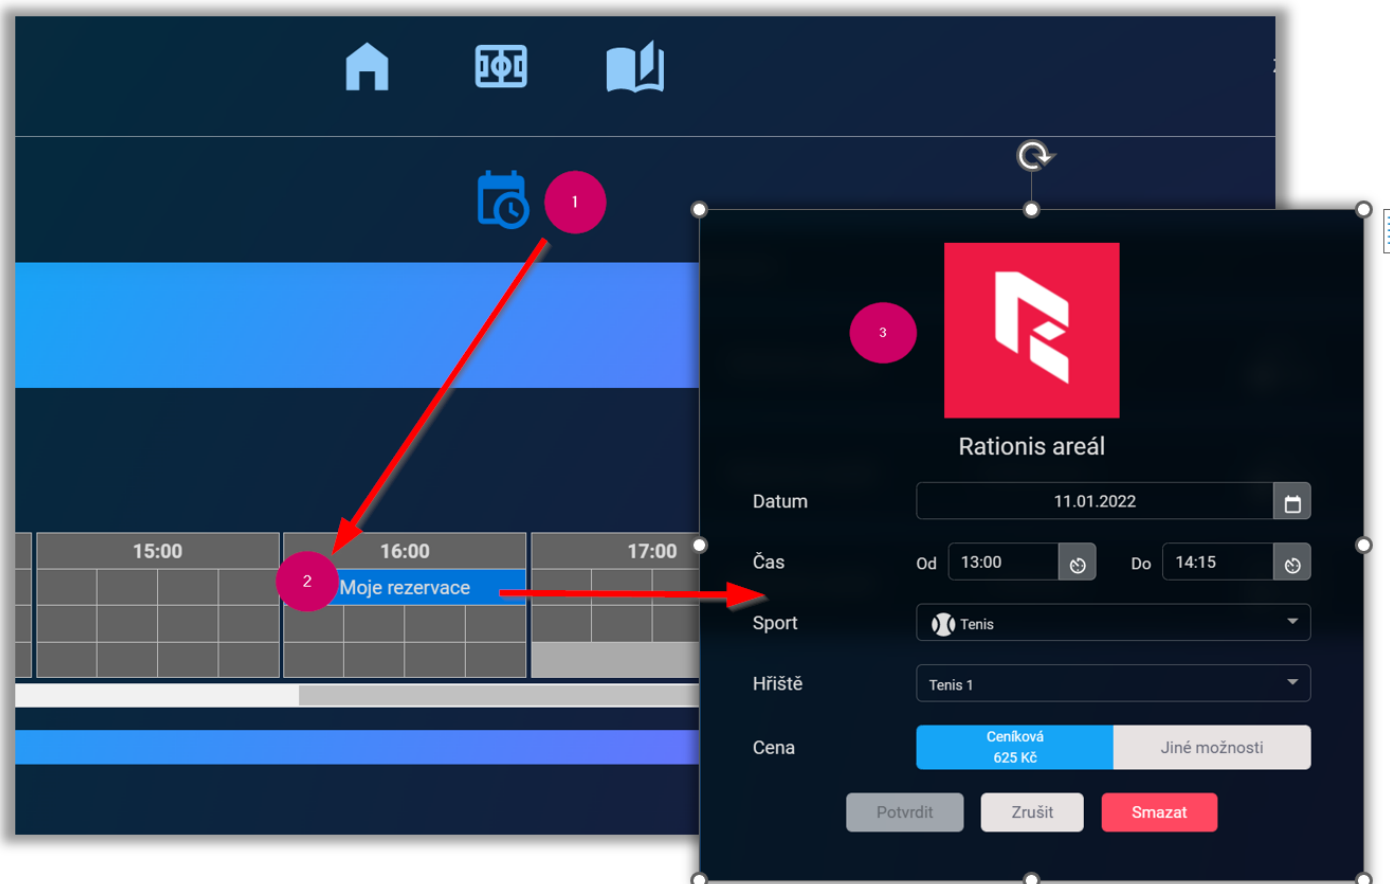 1
15:00 16:00 17:00
2
Moje rezervace
3
Rationis areál
Datum 11.01.2022
Čas Od 13:00 Do 14:15
Sport Tenis
Hřiště Tenis 1
Cena Ceníková Jiné možnosti
625 Kč
Potvrdit Zrušit Smazat